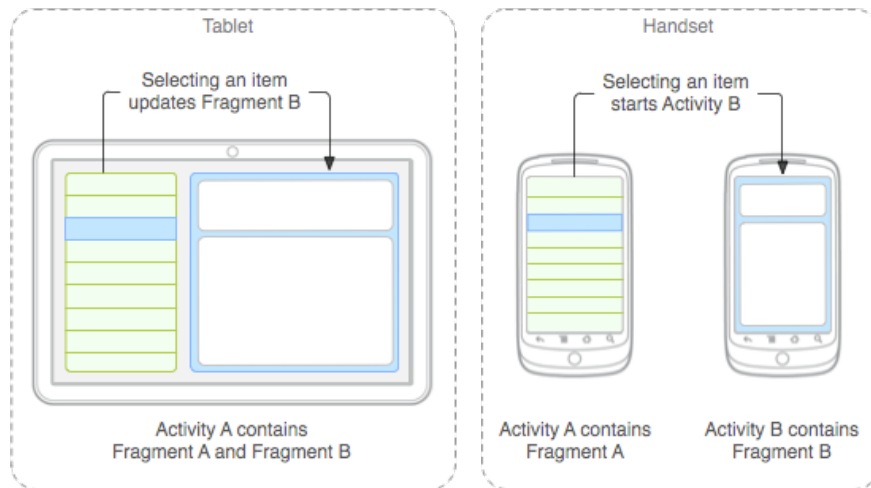 Tablet
Selecting an item
updates Fragment B
Activity A contains
Fragment A and Fragment B
Handset
Selecting an item
starts Activity B
Activity A contains
Fragment A
Activity B contains
Fragment B